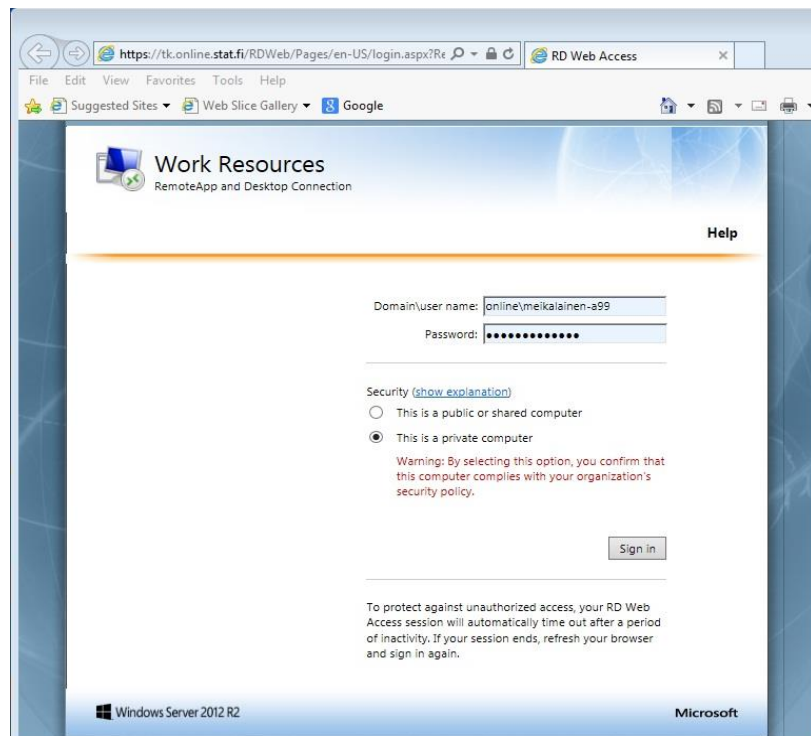 https://tk.online.stat.fi/RDWeb/Pages/en-US/login.aspx?Re
RD Web Access
File Edit View Favorites Tools Help
Suggested Sites Web Slice Gallery Google
Work Resources
RemoteApp and Desktop Connection
Help
Domain\user name: online\meikalainen-a99
Password: •••••••••••••
Security (show explanation)
This is a public or shared computer
This is a private computer
Warning: By selecting this option, you confirm that
this computer complies with your organization's
security policy.
Sign in
To protect against unauthorized access, your RD Web
Access session will automatically time out after a period
of inactivity. If your session ends, refresh your browser
and sign in again.
Windows Server 2012 R2
Microsoft